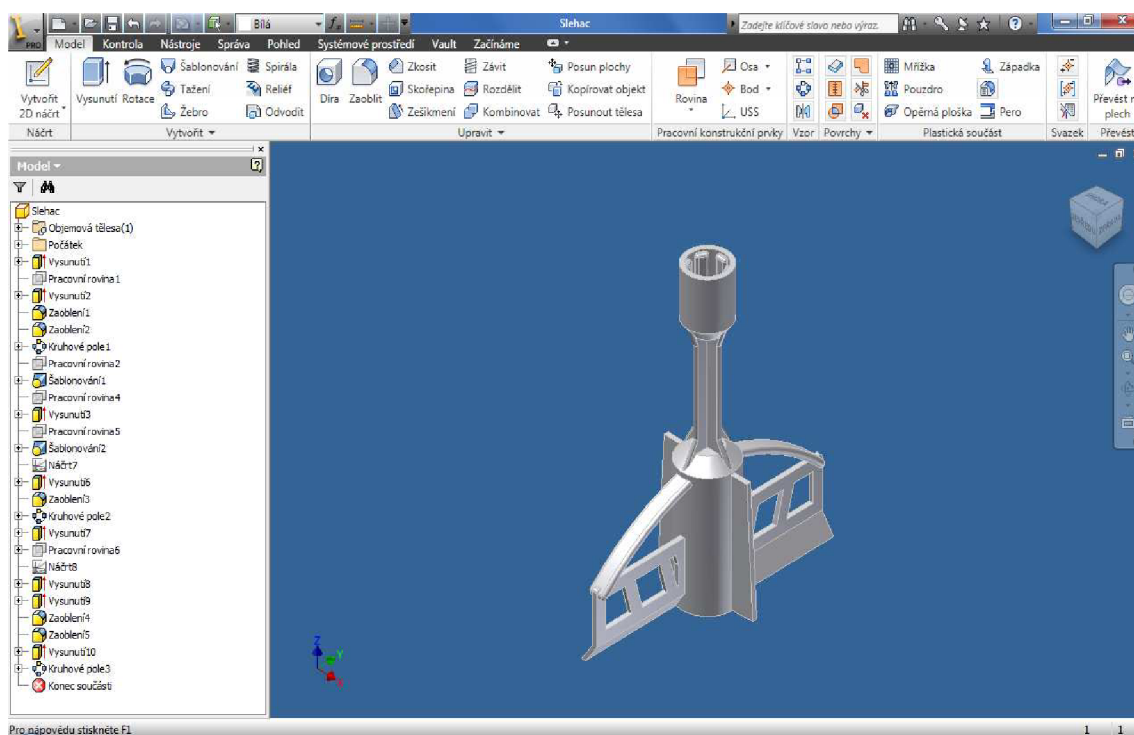 Bílá
Slehac
Zadejte klíčové slovo nebo výraz.
PRO Model Kontrola Nástroje Správa Pohled Systémové prostředí Vault Začínáme
Vytvořit 2D náčrt
Vysunutí Rotace
Šablonování Spirála
Tažení Reliéf
Žebro Odvodit
Díra Zaoblit
Zkosit Závit Posun plochy
Skořepina Rozdělit Kopírovat objekt
Zešikmení Kombinovat Posunout tělesa
Rovina
Osa
Bod
USS
Mřížka Západka
Pouzdro
Opěrná ploška Pero
Převést
plech
Náčrt Vytvořit Upravit Pracovní konstrukční prvky Vzor Povrchy Plastická součást Svazek Převést
Model
Slehac
Objemová tělesa(1)
Počátek
Vysunutí1
Pracovní rovina1
Vysunutí2
Zaoblení1
Zaoblení2
Kruhové pole1
Pracovní rovina2
Šablonování1
Pracovní rovina4
Vysunutí3
Pracovní rovina5
Šablonování2
Náčrt7
Vysunutí6
Zaoblení3
Kruhové pole2
Vysunutí7
Pracovní rovina6
Náčrt8
Vysunutí8
Vysunutí9
Zaoblení4
Zaoblení5
Vysunutí10
Kruhové pole3
Konec součásti
Z
Y
X
Pro nápovědu stiskněte F1
1 1